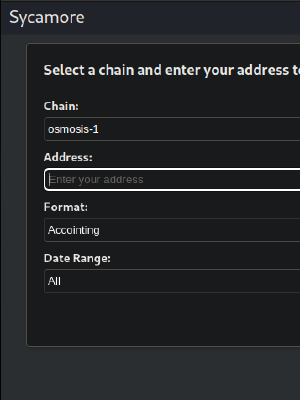 Sycamore
Select a chain and enter your address to
Chain:
osmosis-1
Address:
Enter your address
Format:
Accointing
Date Range:
All